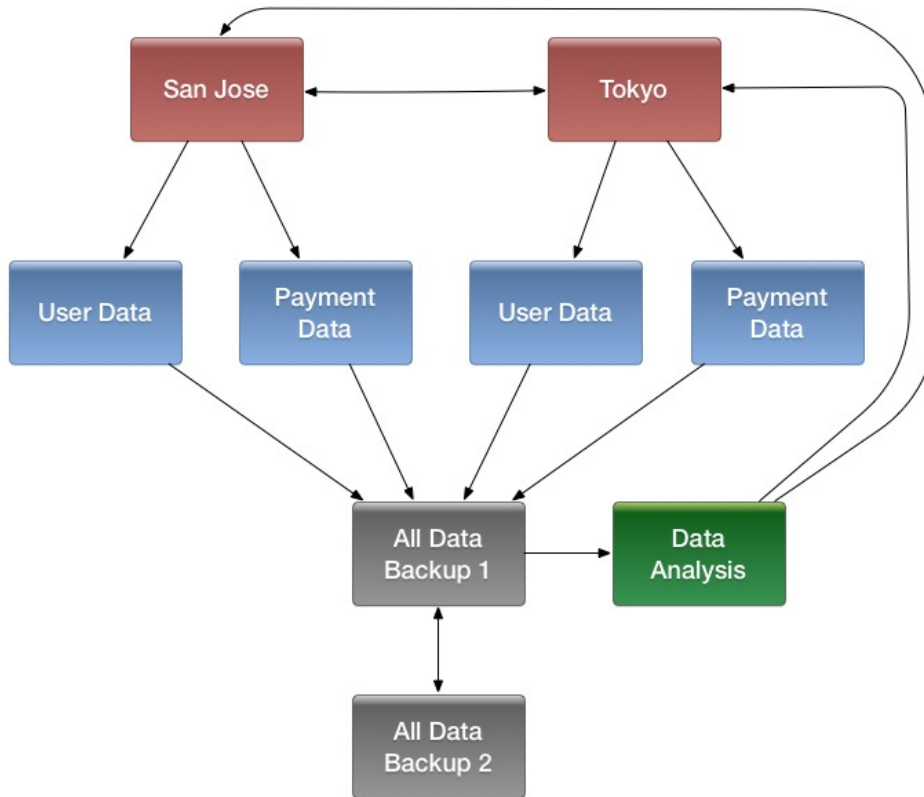 San Jose
Tokyo
User Data
Payment
Data
User Data
Payment
Data
All Data
Backup 1
Data
Analysis
All Data
Backup 2